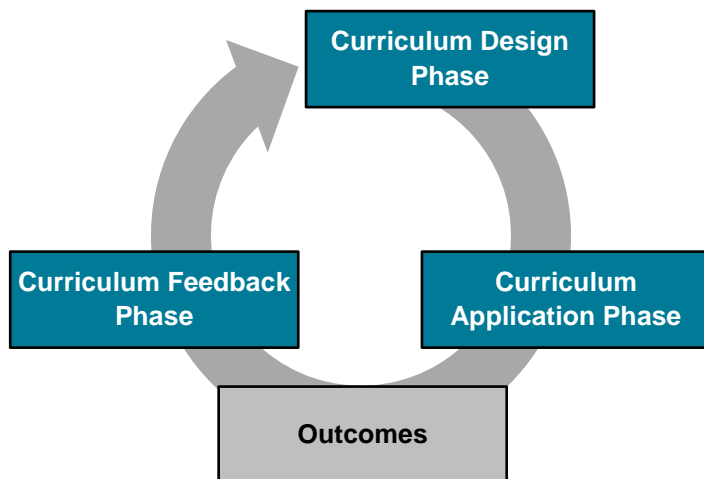 Curriculum Design
Phase
Curriculum Feedback
Phase
Curriculum
Application Phase
Outcomes